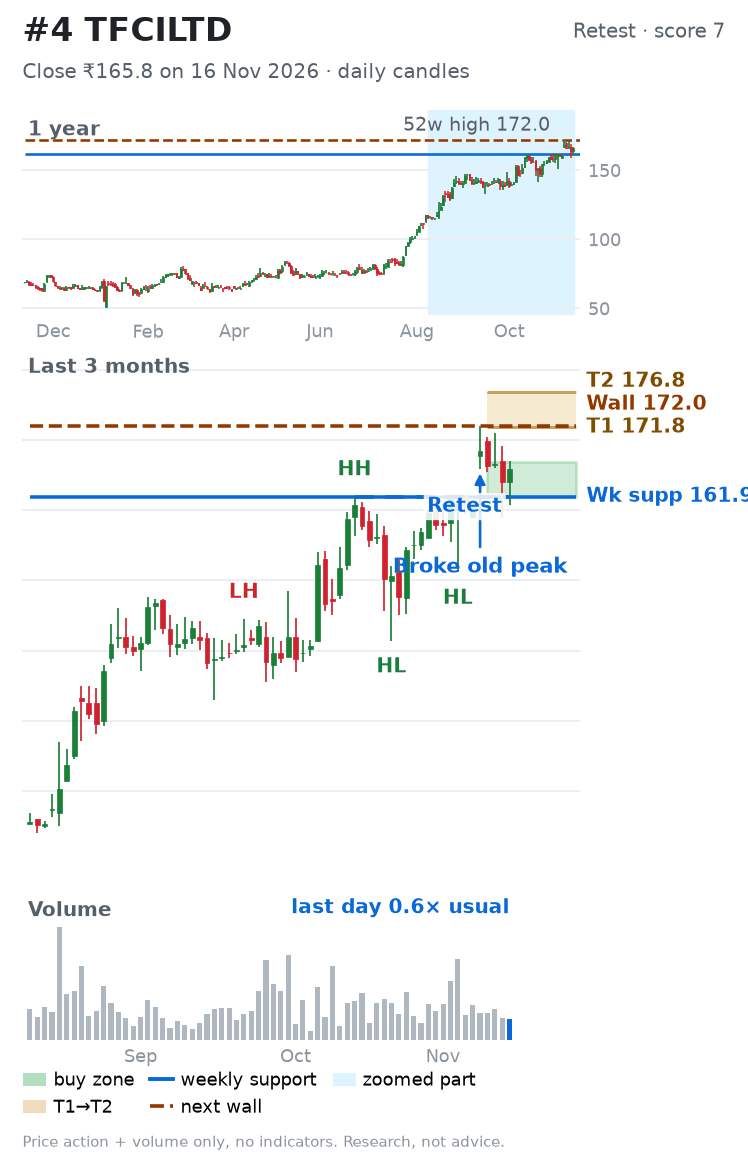 #4 TFCILTD
Retest · score 7
Close ₹165.8 on 16 Nov 2026 · daily candles
52w high 172.0
1 year
150
100
50
Dec Feb Apr Jun Aug Oct
Last 3 months
T2 176.8
Wall 172.0
T1 171.8
HH
Wk supp 161.9
Retest
Broke old peak
LH
HL
HL
Volume
last day 0.6× usual
Sep Oct Nov
buy zone weekly support zoomed part
T1→T2 next wall
Price action + volume only, no indicators. Research, not advice.